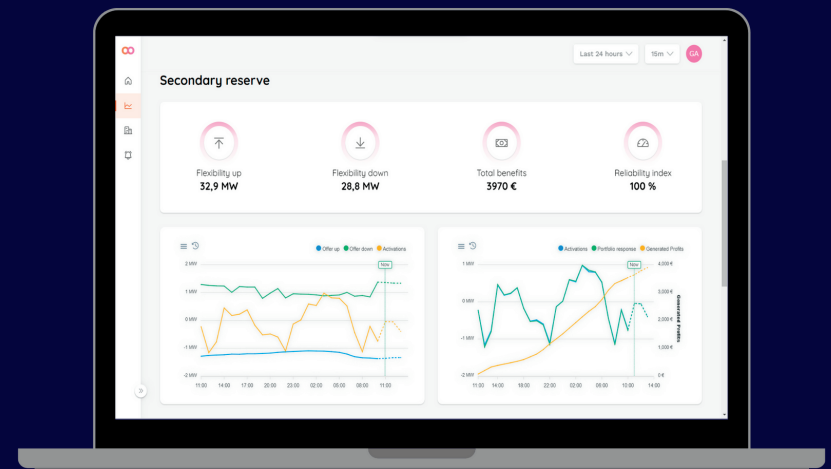 Last 24 hours
15m
GA
Secondary reserve
Flexibility up
32,9 MW
Flexibility down
28,8 MW
Total benefits
3970 €
Reliability index
100 %
Offer up Offer down Activations
Now
2 MW
1 MW
0 MW
-1 MW
-2 MW
11:00 14:00 17:00 20:00 23:00 02:00 05:00 08:00 11:00
Activations Portfolio response Generated Profits
Now
1 MW
0 MW
-1 MW
-2 MW
4,000 €
3,000 €
2,000 €
1,000 €
0 €
Generated Profits
11:00 14:00 18:00 22:00 02:00 06:00 10:00 14:00